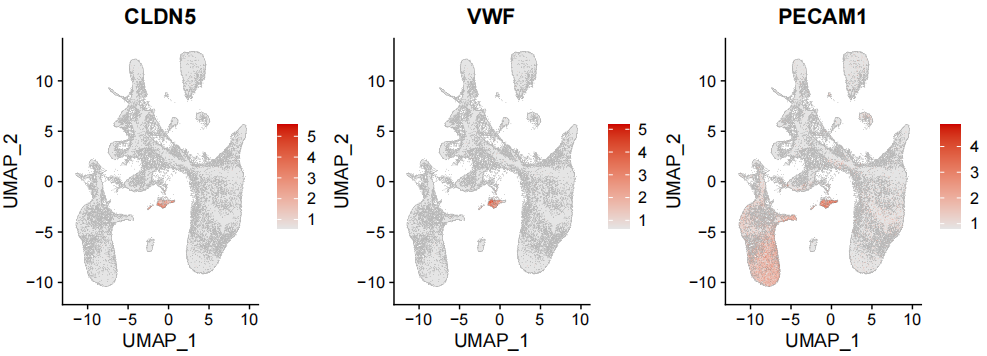 CLDN5 VWF PECAM1
10 10 10
5 5 5
0 0 0
−5 −5 −5
−10 −10 −10
UMAP_2 UMAP_2 UMAP_2
5 4 3 2 1
5 4 3 2 1
4 3 2 1
−10 −5 0 5 10 −10 −5 0 5 10 −10 −5 0 5 10
UMAP_1 UMAP_1 UMAP_1